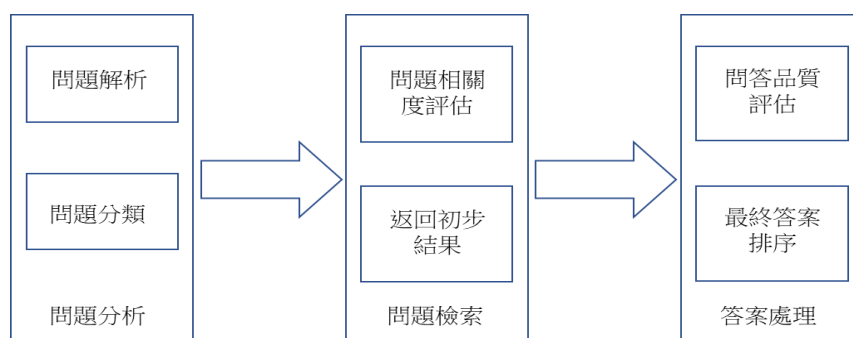 問題解析
問題分類
問題分析
問題相關
度評估
返回初步
結果
問題檢索
問答品質
評估
最終答案
排序
答案處理